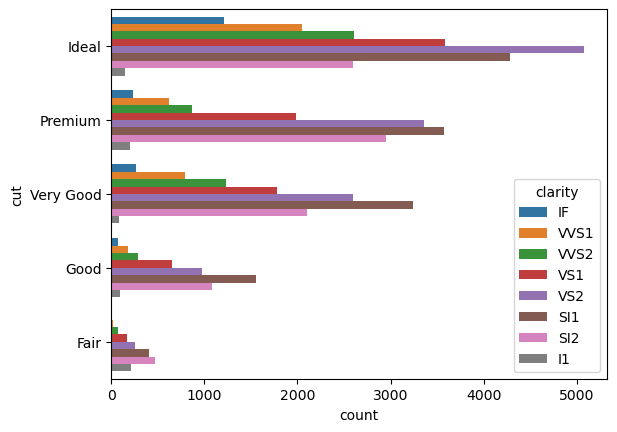 Ideal
Premium
Very Good
Good
Fair
cut
0 1000 2000 3000 4000 5000
count
clarity
IF
VVS1
VVS2
VS1
VS2
SI1
SI2
I1